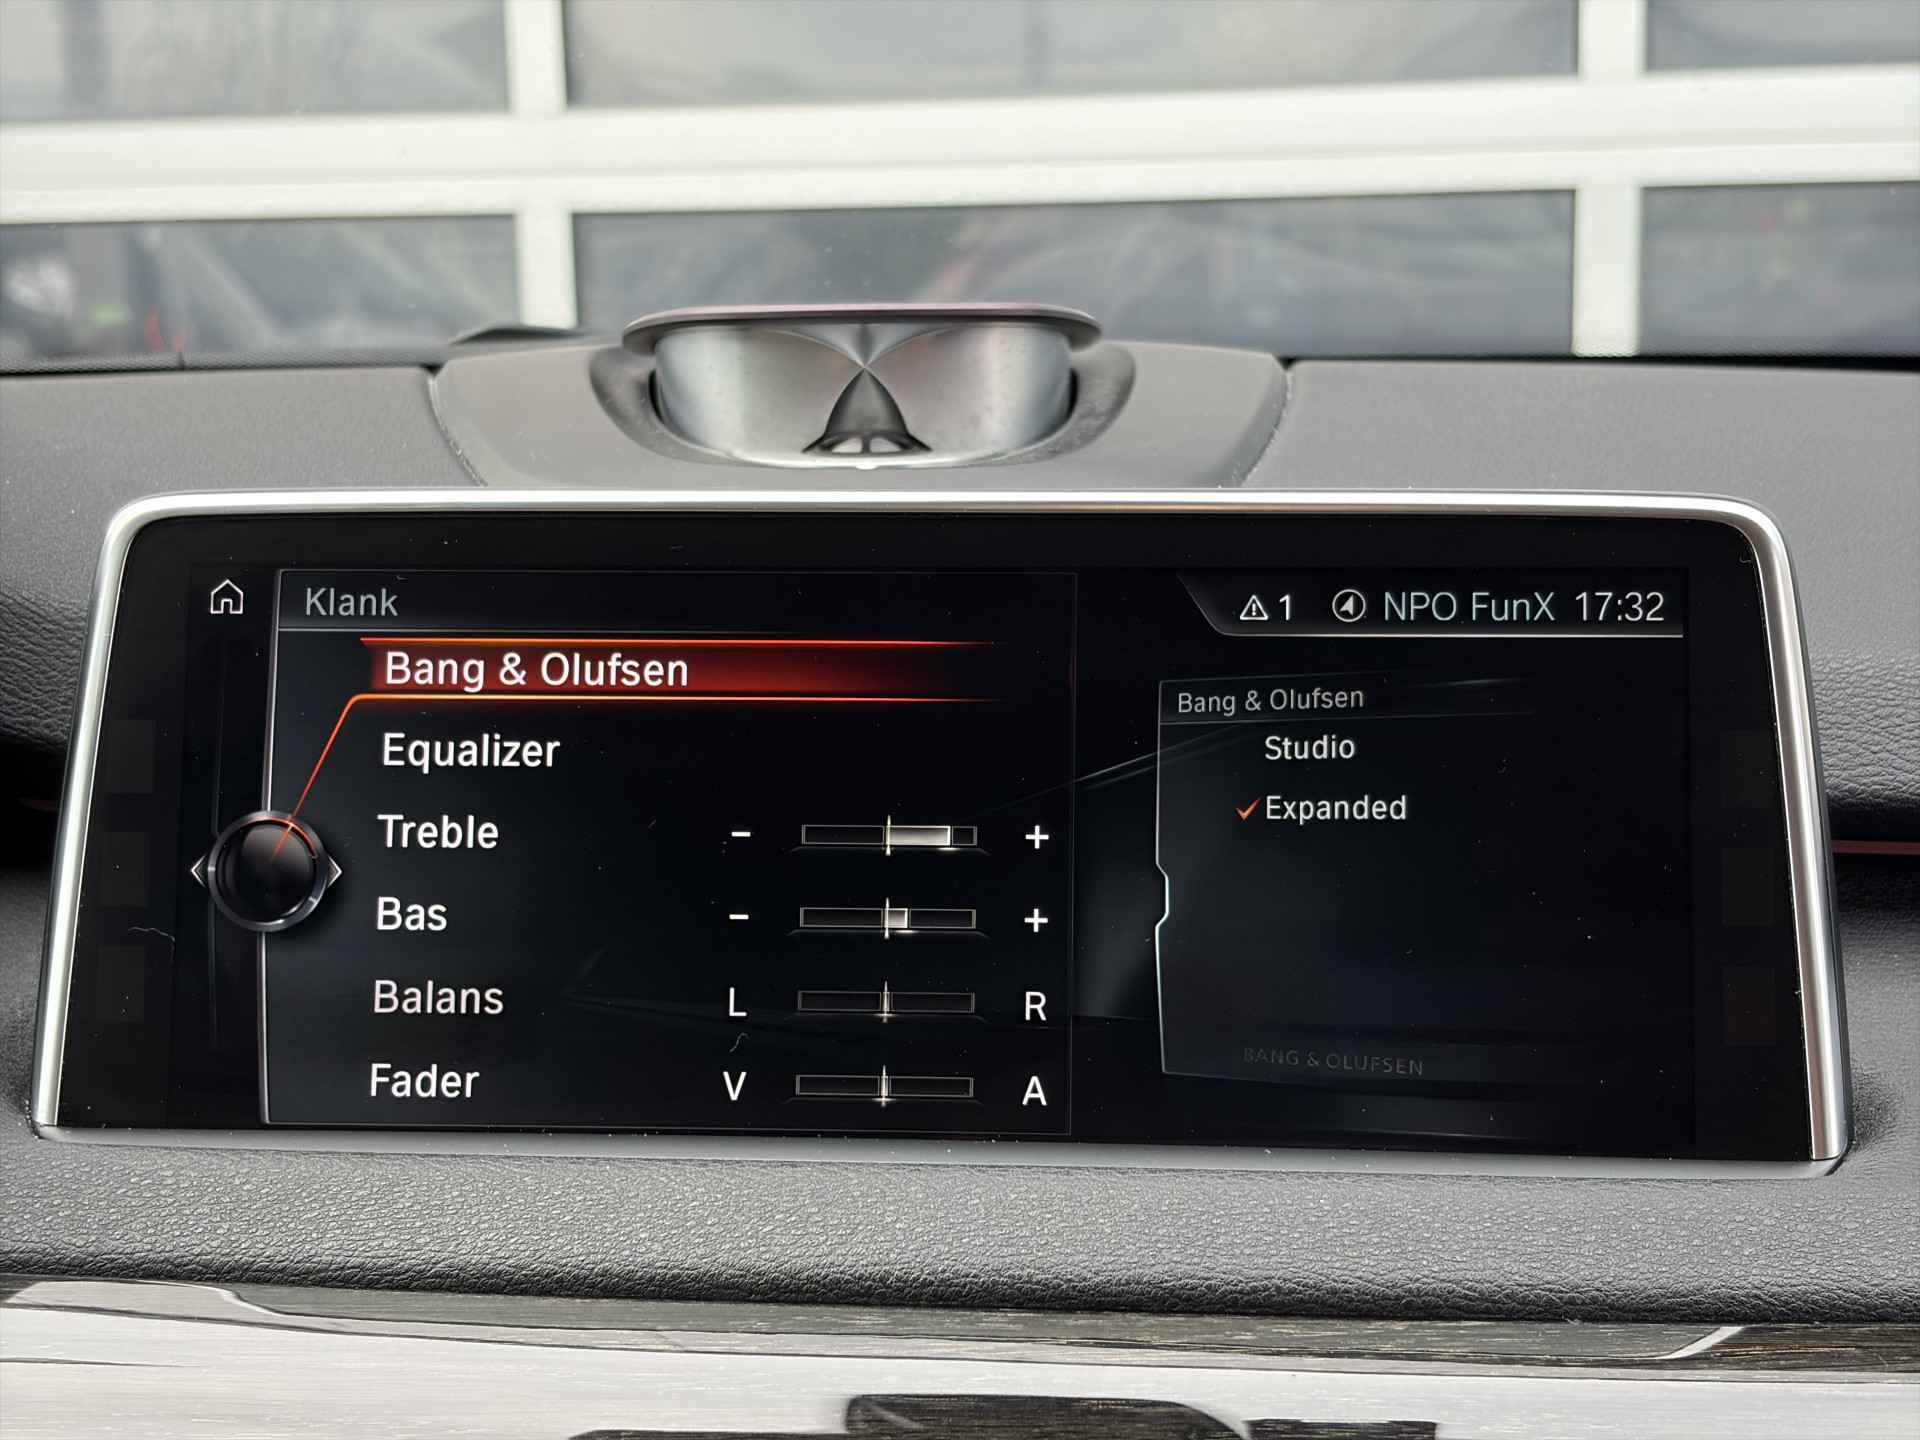 Klank
1 NPO FunX 17:32
Bang & Olufsen
Equalizer
Treble - +
Bas - +
Balans L R
Fader V A
Bang & Olufsen
Studio
Expanded
BANG & OLUFSEN